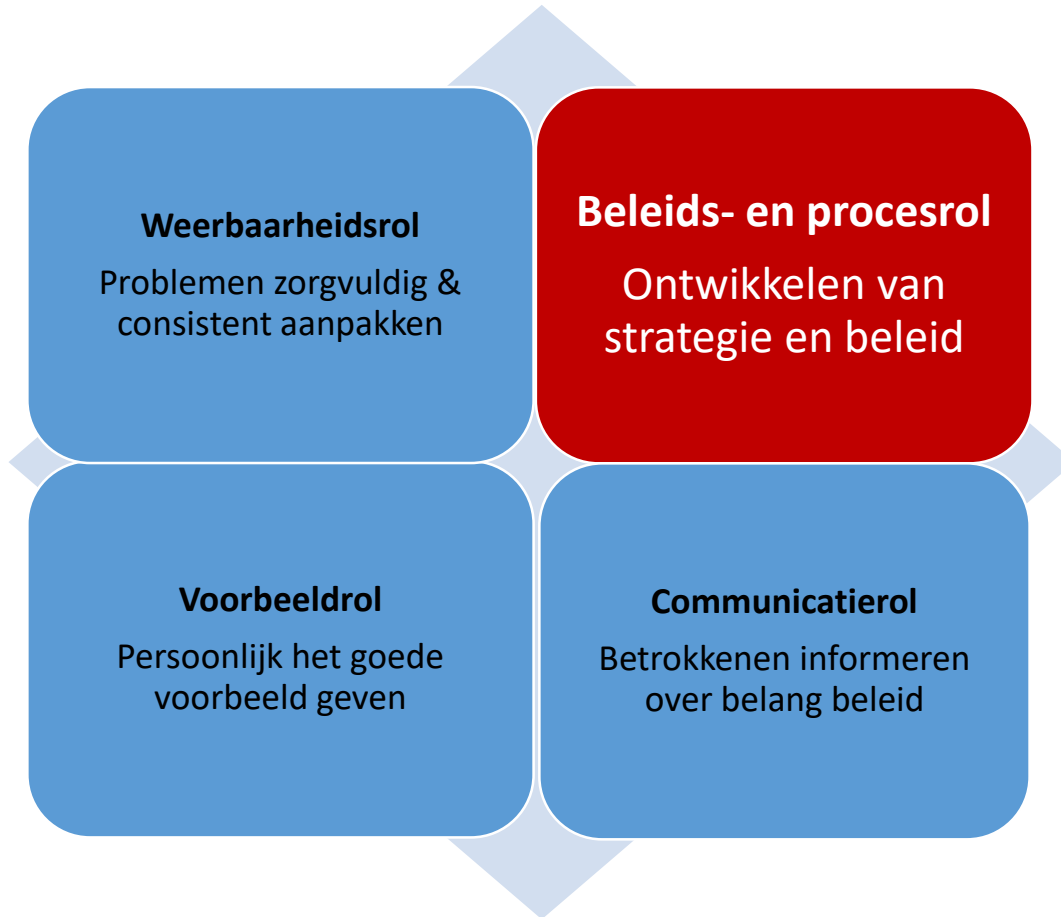 Weerbaarheidsrol
Problemen zorgvuldig &
consistent aanpakken
Beleids- en procesrol
Ontwikkelen van
strategie en beleid
Voorbeeldrol
Persoonlijk het goede
voorbeeld geven
Communicatierol
Betrokkenen informeren
over belang beleid